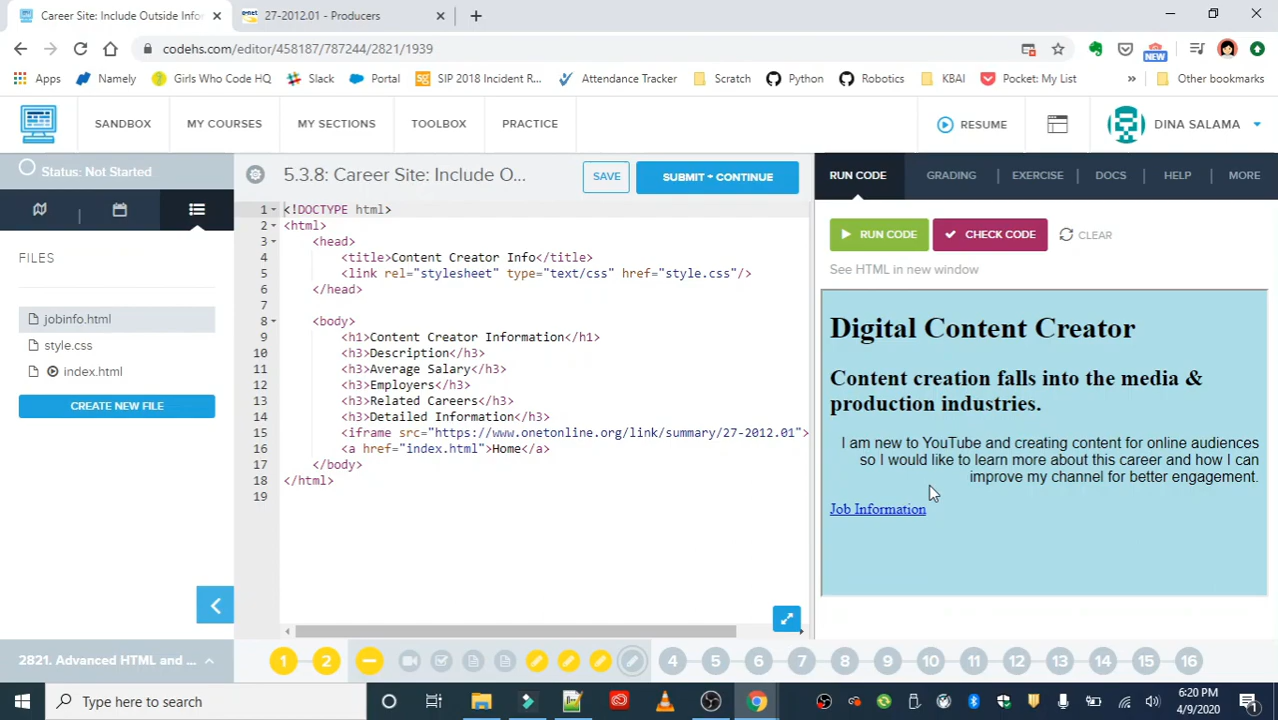 Career Site: Include Outside Infor
27-2012.01 - Producers
codehs.com/editor/458187/787244/2821/1939
NEW
Apps
Namely
Girls Who Code HQ
Slack
Portal
SIP 2018 Incident R...
Attendance Tracker
Scratch
Python
Robotics
KBAI
Pocket: My List
»
Other bookmarks
SANDBOX
MY COURSES
MY SECTIONS
TOOLBOX
PRACTICE
RESUME
DINA SALAMA
Status: Not Started
5.3.8: Career Site: Include O...
SAVE
SUBMIT + CONTINUE
RUN CODE
GRADING
EXERCISE
DOCS
HELP
MORE
FILES
jobinfo.html
style.css
index.html
CREATE NEW FILE
1 <!DOCTYPE html>
2 <html>
3 <head>
4 <title>Content Creator Info</title>
5 <link rel="stylesheet" type="text/css" href="style.css"/>
6 </head>
7
8 <body>
9 <h1>Content Creator Information</h1>
10 <h3>Description</h3>
11 <h3>Average Salary</h3>
12 <h3>Employers</h3>
13 <h3>Related Careers</h3>
14 <h3>Detailed Information</h3>
15 <iframe src="https://www.onetonline.org/link/summary/27-2012.01">
16 <a href="index.html">Home</a>
17 </body>
18 </html>
19
RUN CODE
CHECK CODE
CLEAR
See HTML in new window
Digital Content Creator
Content creation falls into the media &
production industries.
I am new to YouTube and creating content for online audiences
so I would like to learn more about this career and how I can
improve my channel for better engagement.
Job Information
2821. Advanced HTML and ...
1 2 4 5 6 7 8 9 10 11 12 13 14 15 16
Type here to search
6:20 PM
4/9/2020
1